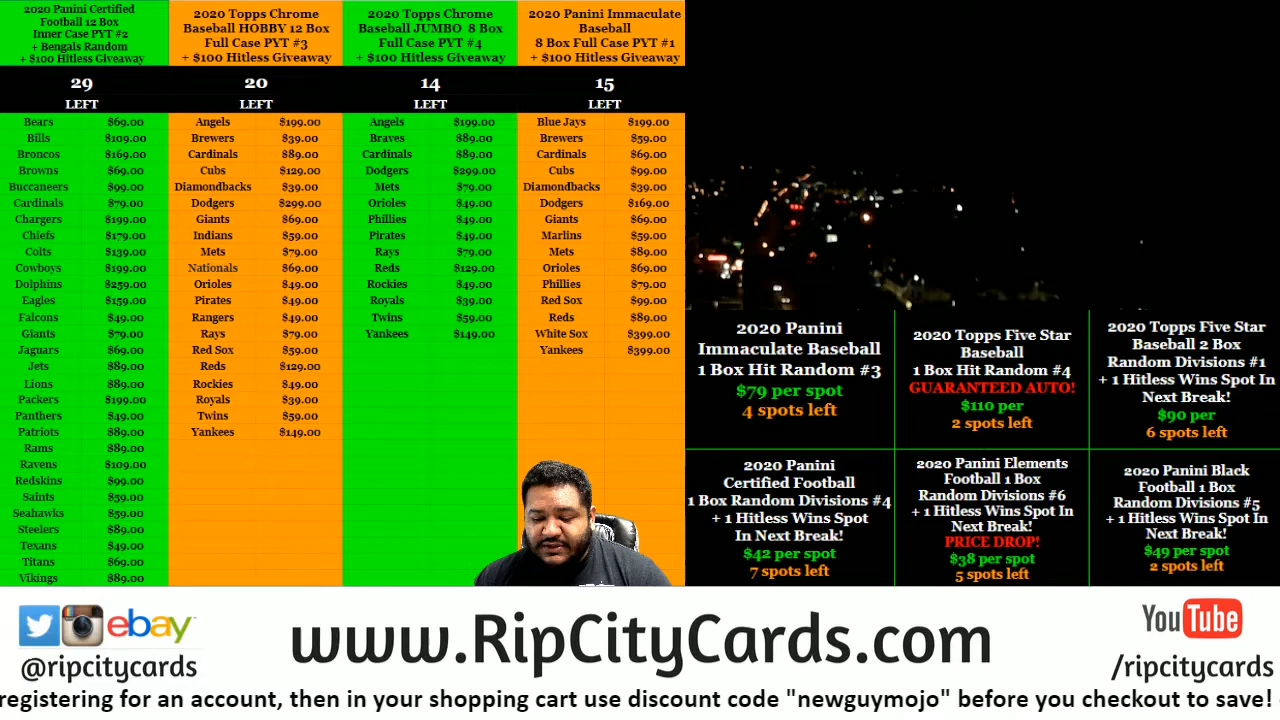 2020 Panini Certified
Football 12 Box
Inner Case PYT #2
+ Bengals Random
+ $100 Hitless Giveaway
29
LEFT
Bears $69.00
Bills $109.00
Broncos $169.00
Browns $69.00
Buccaneers $99.00
Cardinals $79.00
Chargers $199.00
Chiefs $179.00
Colts $139.00
Cowboys $199.00
Dolphins $259.00
Eagles $159.00
Falcons $49.00
Giants $79.00
Jaguars $69.00
Jets $89.00
Lions $89.00
Packers $199.00
Panthers $49.00
Patriots $89.00
Rams $89.00
Ravens $109.00
Redskins $99.00
Saints $59.00
Seahawks $59.00
Steelers $89.00
Texans $49.00
Titans $69.00
Vikings $89.00
2020 Topps Chrome
Baseball HOBBY 12 Box
Full Case PYT #3
+ $100 Hitless Giveaway
20
LEFT
Angels $199.00
Brewers $39.00
Cardinals $89.00
Cubs $129.00
Diamondbacks $39.00
Dodgers $299.00
Giants $69.00
Indians $59.00
Mets $79.00
Nationals $69.00
Orioles $49.00
Pirates $49.00
Rangers $49.00
Rays $79.00
Red Sox $59.00
Reds $129.00
Rockies $49.00
Royals $39.00
Twins $59.00
Yankees $149.00
2020 Topps Chrome
Baseball JUMBO 8 Box
Full Case PYT #4
+ $100 Hitless Giveaway
14
LEFT
Angels $199.00
Braves $89.00
Cardinals $89.00
Dodgers $299.00
Mets $79.00
Orioles $49.00
Phillies $49.00
Pirates $49.00
Rays $79.00
Reds $129.00
Rockies $39.00
Royals $39.00
Twins $59.00
Yankees $149.00
2020 Panini Immaculate
Baseball
8 Box Full Case PYT #1
+ $100 Hitless Giveaway
15
LEFT
Blue Jays $199.00
Brewers $59.00
Cardinals $69.00
Cubs $99.00
Diamondbacks $39.00
Dodgers $169.00
Giants $69.00
Marlins $59.00
Mets $89.00
Orioles $69.00
Phillies $79.00
Red Sox $99.00
Reds $89.00
White Sox $399.00
Yankees $399.00
2020 Panini
Immaculate Baseball
1 Box Hit Random #3
$79 per spot
4 spots left
2020 Topps Five Star
Baseball
1 Box Hit Random #4
GUARANTEED AUTO!
$110 per
2 spots left
2020 Topps Five Star
Baseball 2 Box
Random Divisions #1
+ 1 Hitless Wins Spot In
Next Break!
$90 per
6 spots left
2020 Panini
Certified Football
1 Box Random Divisions #4
+ 1 Hitless Wins Spot
In Next Break!
$42 per spot
7 spots left
2020 Panini Elements
Football 1 Box
Random Divisions #6
+ 1 Hitless Wins Spot In
Next Break!
PRICE DROP!
$38 per spot
5 spots left
2020 Panini Black
Football 1 Box
Random Divisions #5
+ 1 Hitless Wins Spot In
Next Break!
$49 per spot
2 spots left
ebay
@ripcitycards
www.RipCityCards.com
YouTube
/ripcitycards
registering for an account, then in your shopping cart use discount code "newguymojo" before you checkout to save!